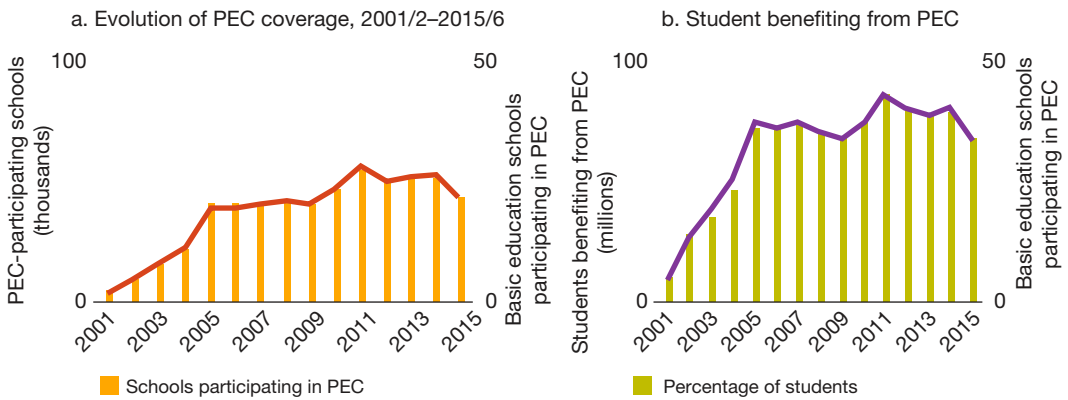 a. Evolution of PEC coverage, 2001/2–2015/6
100
50
PEC-participating schools
(thousands)
Basic education schools
participating in PEC
0
0
2001
2003
2005
2007
2009
2011
2013
2015
Schools participating in PEC
b. Student benefiting from PEC
100
50
Students benefiting from PEC
(millions)
Basic education schools
participating in PEC
0
0
2001
2003
2005
2007
2009
2011
2013
2015
Percentage of students